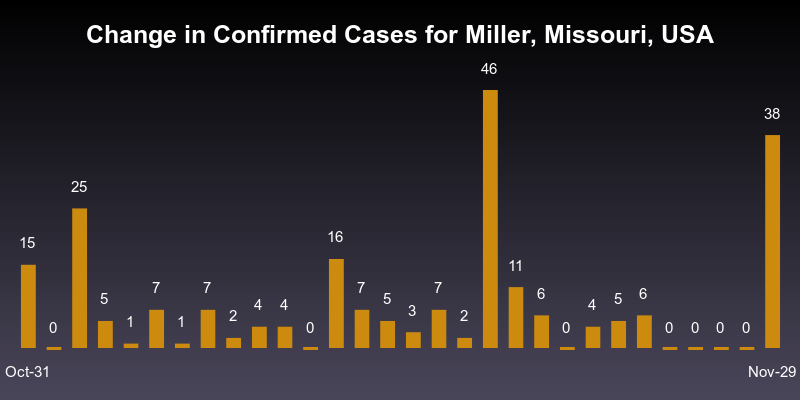 Change in Confirmed Cases for Miller, Missouri, USA
15 0 25 5 1 7 1 7 2 4 4 0 16 7 5 3 7 2 46 11 6 0 4 5 6 0 0 0 0 38
Oct-31 Nov-29